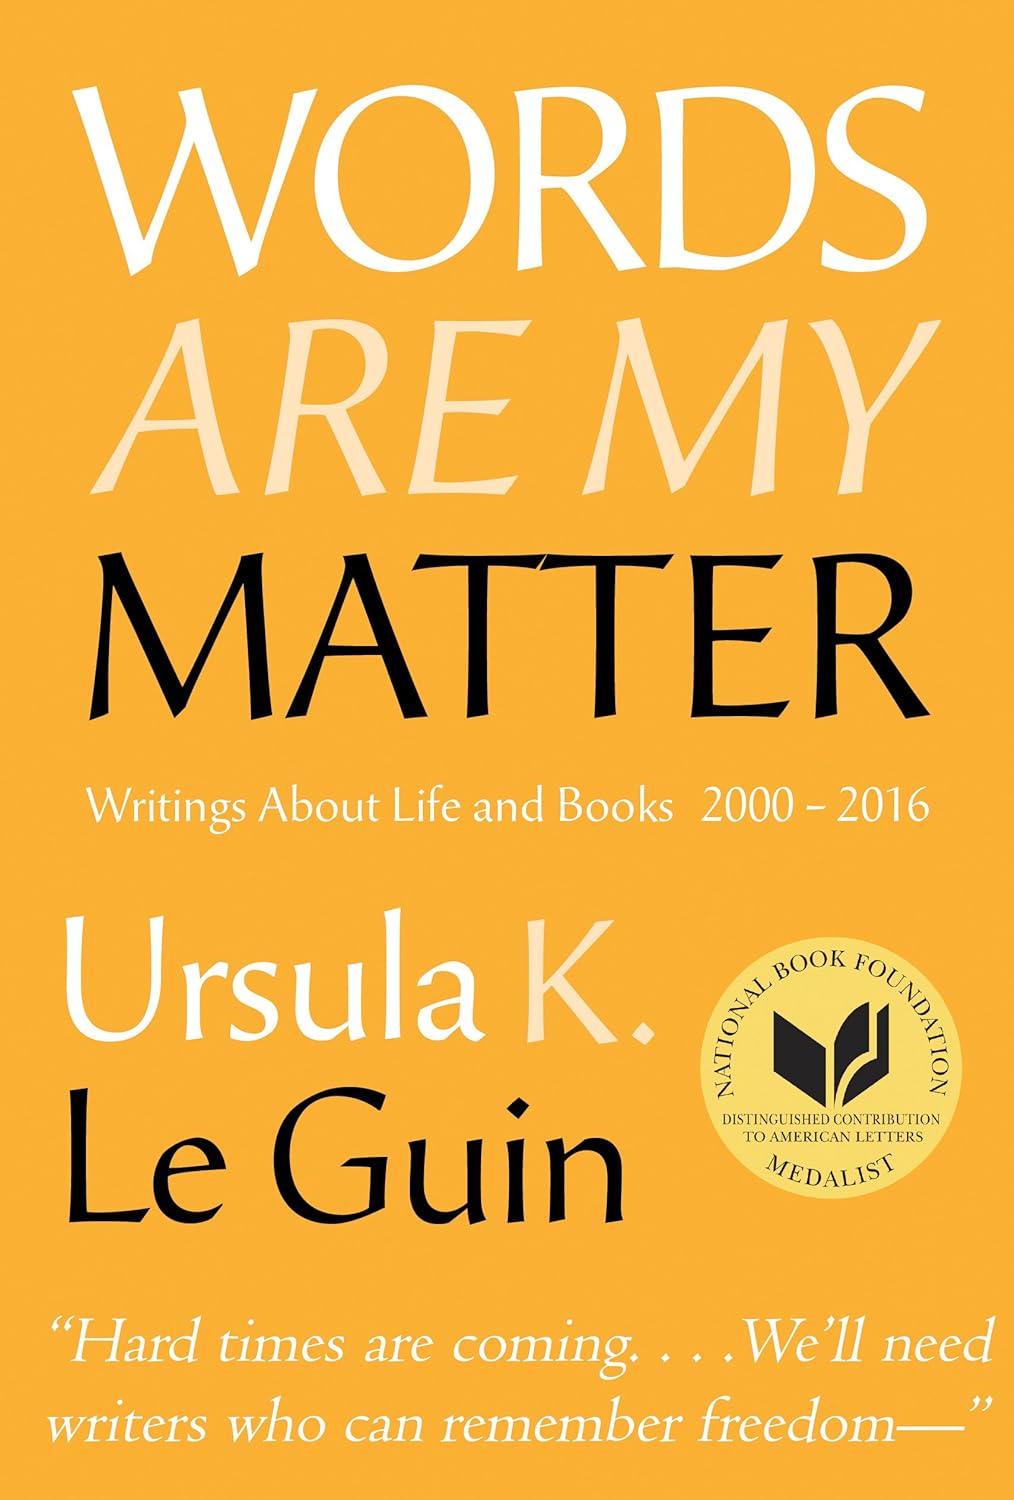 WORDS
ARE MY
MATTER
Writings About Life and Books 2000 – 2016
Ursula K.
Le Guin
NATIONAL BOOK FOUNDATION
DISTINGUISHED CONTRIBUTION
TO AMERICAN LETTERS
MEDALIST
“Hard times are coming. . . .We’ll need
writers who can remember freedom—”